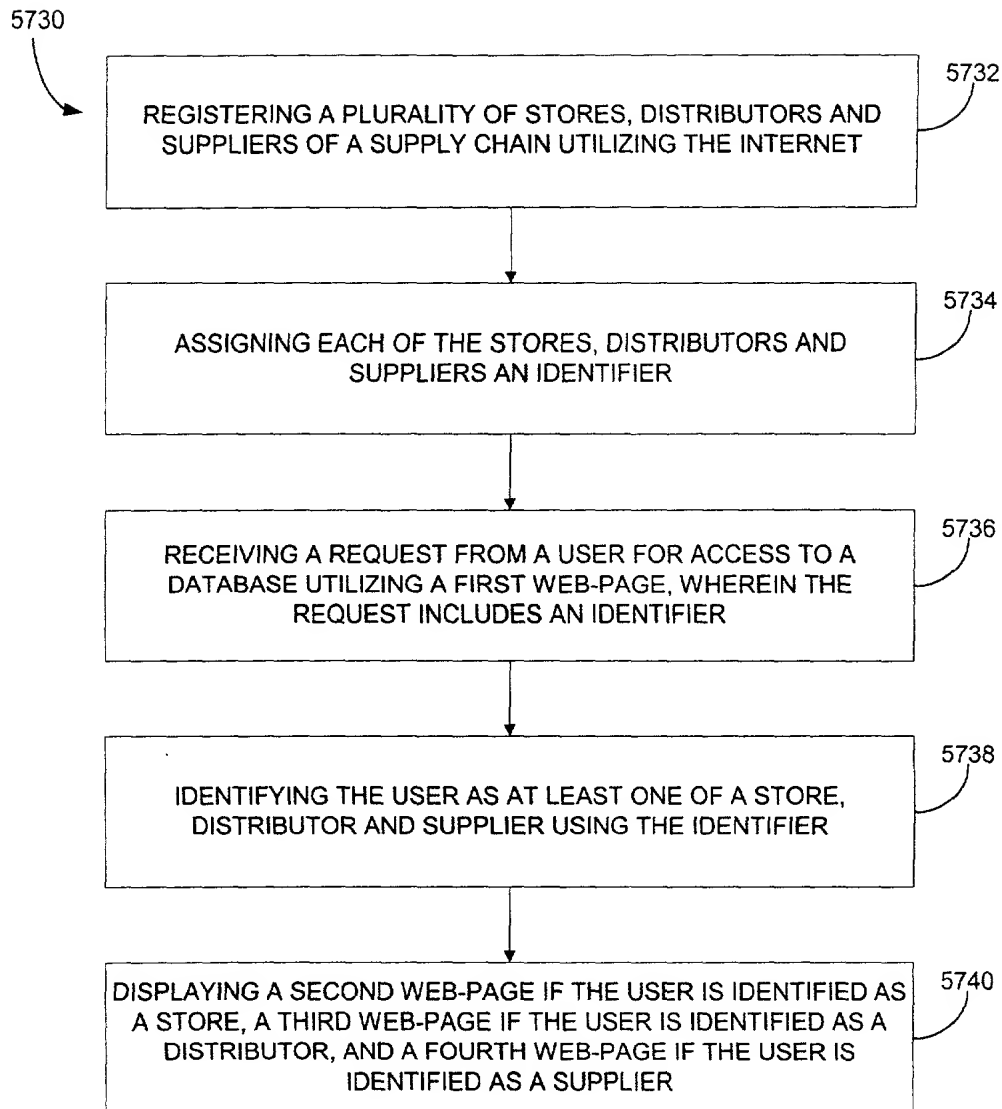 5730
5732
REGISTERING A PLURALITY OF STORES, DISTRIBUTORS AND
SUPPLIERS OF A SUPPLY CHAIN UTILIZING THE INTERNET
5734
ASSIGNING EACH OF THE STORES, DISTRIBUTORS AND
SUPPLIERS AN IDENTIFIER
5736
RECEIVING A REQUEST FROM A USER FOR ACCESS TO A
DATABASE UTILIZING A FIRST WEB-PAGE, WHEREIN THE
REQUEST INCLUDES AN IDENTIFIER
5738
IDENTIFYING THE USER AS AT LEAST ONE OF A STORE,
DISTRIBUTOR AND SUPPLIER USING THE IDENTIFIER
5740
DISPLAYING A SECOND WEB-PAGE IF THE USER IS IDENTIFIED AS
A STORE, A THIRD WEB-PAGE IF THE USER IS IDENTIFIED AS A
DISTRIBUTOR, AND A FOURTH WEB-PAGE IF THE USER IS
IDENTIFIED AS A SUPPLIER